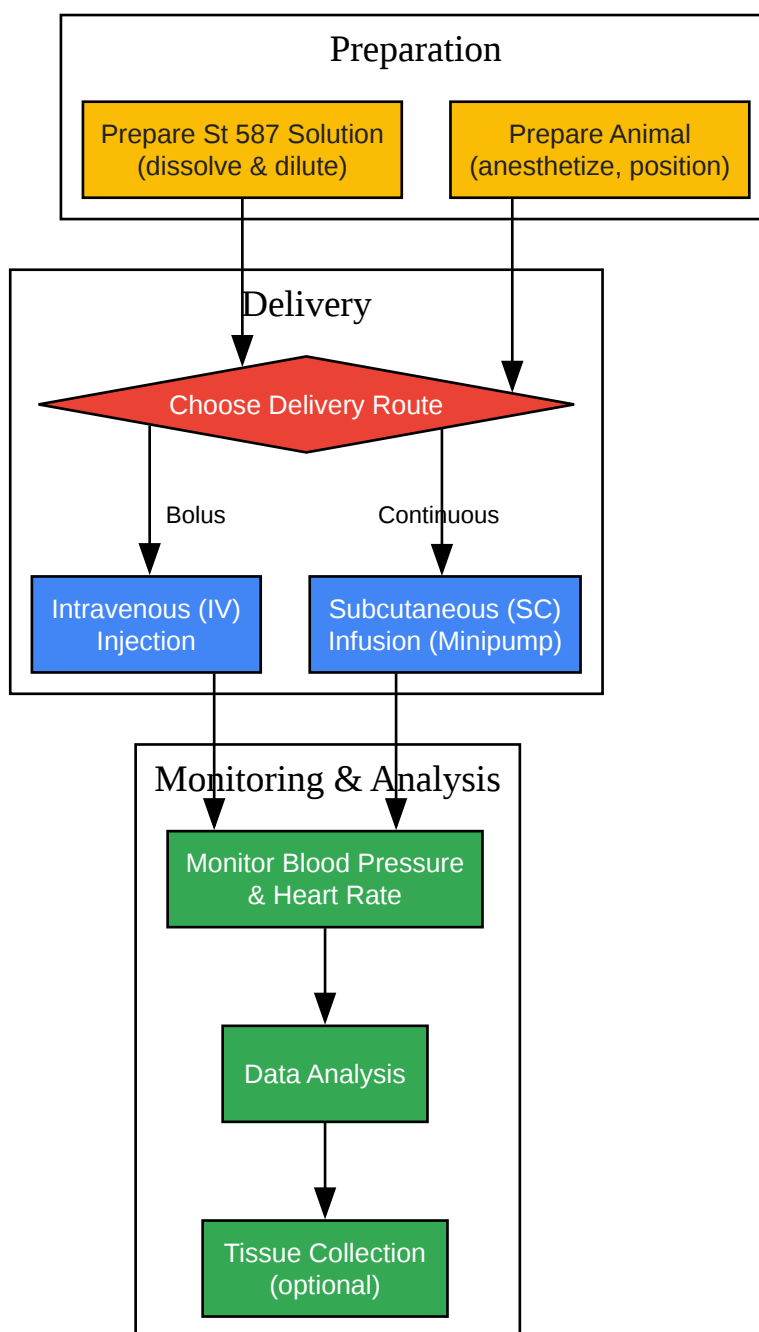 Preparation
Prepare St 587 Solution
(dissolve & dilute)
Prepare Animal
(anesthetize, position)
Delivery
Choose Delivery Route
Bolus
Continuous
Intravenous (IV)
Injection
Subcutaneous (SC)
Infusion (Minipump)
Monitoring & Analysis
Monitor Blood Pressure
& Heart Rate
Data Analysis
Tissue Collection
(optional)